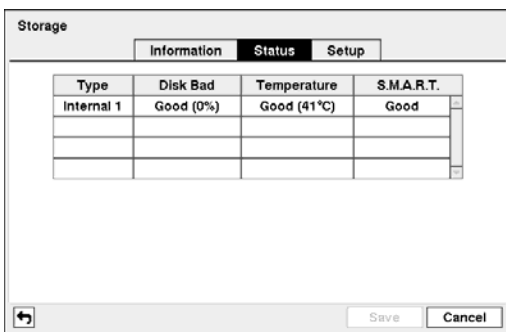 Storage
Information Status Setup
Type Disk Bad Temperature S.M.A.R.T.
Internal 1 Good (0%) Good (41°C) Good
Save Cancel